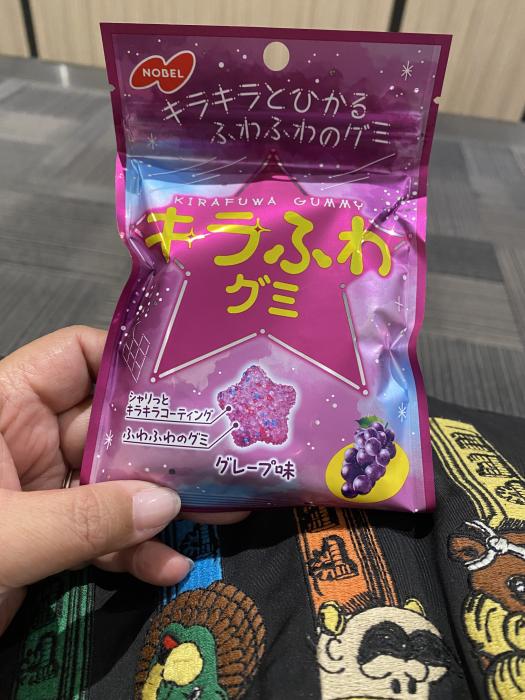 NOBEL
キラキラとひかる
ふわふわのグミ
KIRAFUWA GUMMY
キラふわ
グミ
シャリっと
キラキラコーティング
ふわふわのグミ
グレープ味